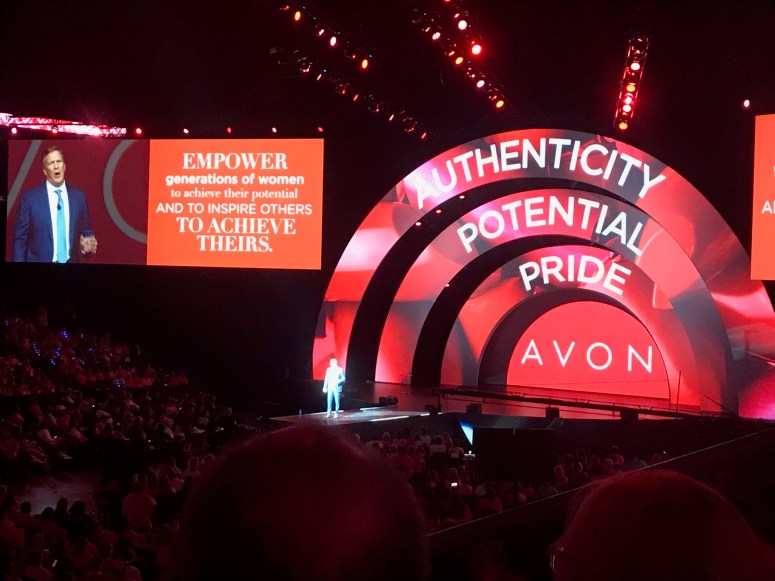 EMPOWER
generations of women
to achieve their potential
AND TO INSPIRE OTHERS
TO ACHIEVE
THEIRS.
AUTHENTICITY
POTENTIAL
PRIDE
AVON